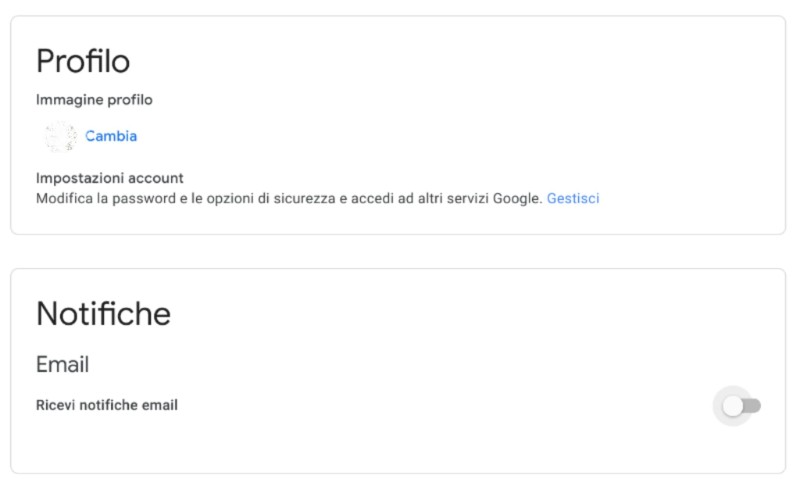 Profilo
Immagine profilo
Cambia
Impostazioni account
Modifica la password e le opzioni di sicurezza e accedi ad altri servizi Google. Gestisci
Notifiche
Email
Ricevi notifiche email